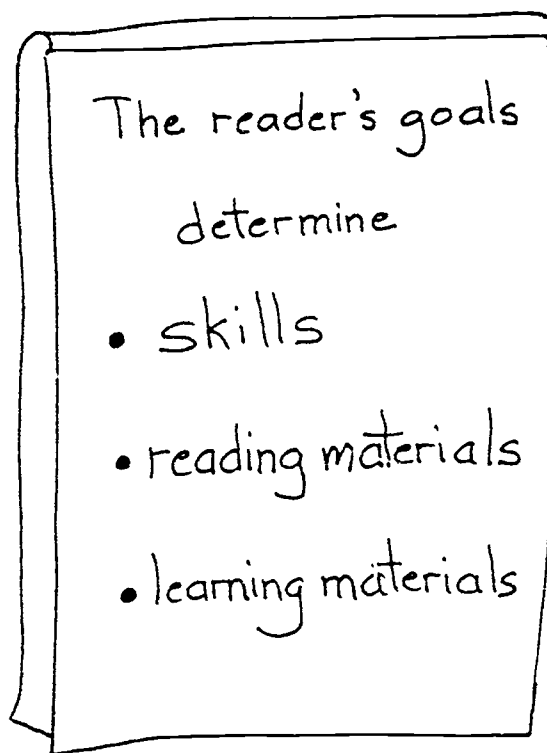 The reader's goals
determine
• skills
• reading materials
• learning materials